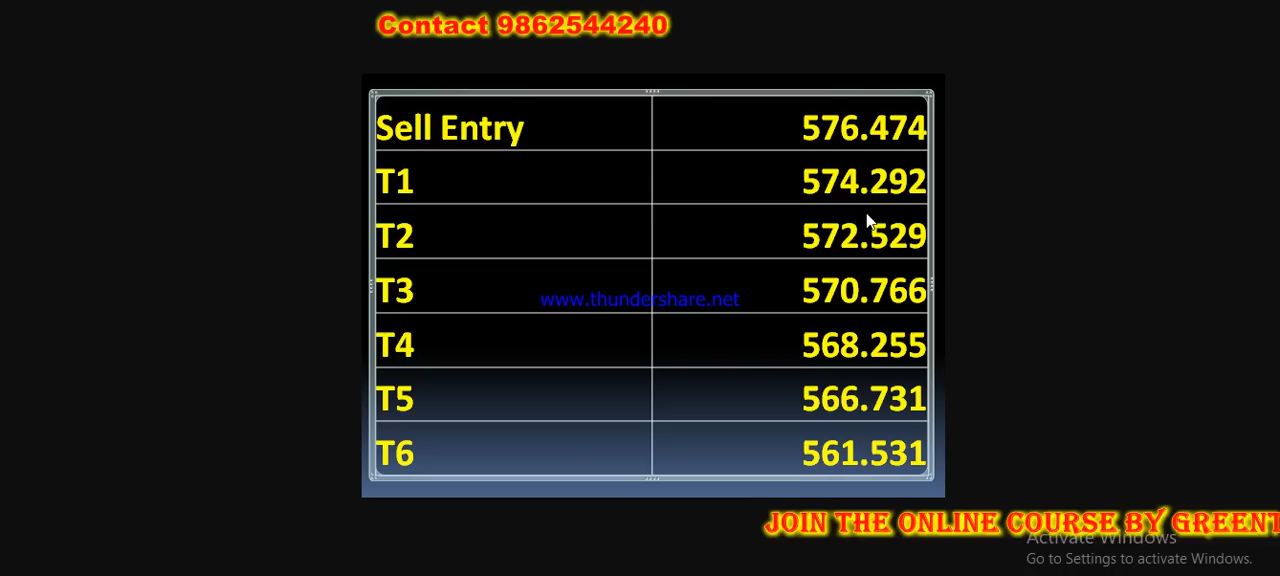 Contact 9862544240
Sell Entry 576.474
T1 574.292
T2 572.529
T3 570.766
www.thundershare.net
T4 568.255
T5 566.731
T6 561.531
JOIN THE ONLINE COURSE BY GREENT
Activate Windows
Go to Settings to activate Windows.